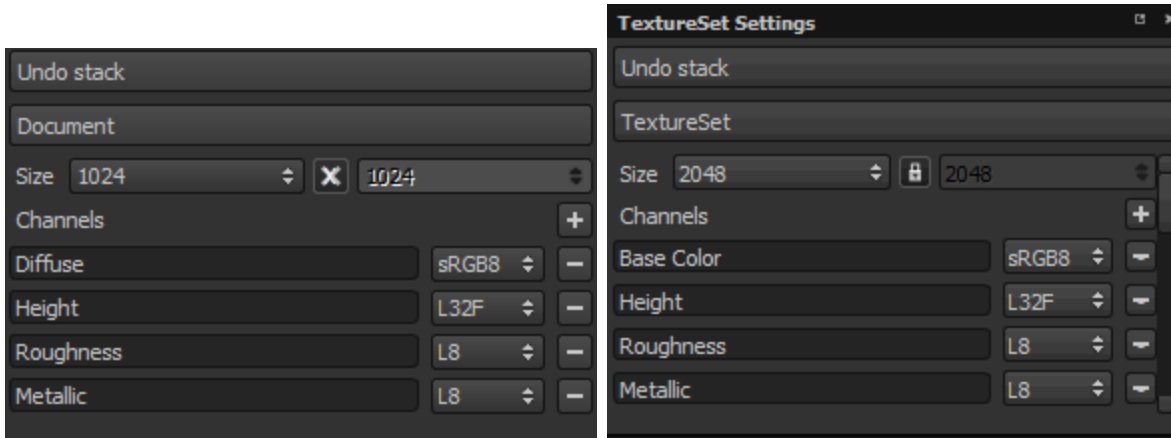 Undo stack
Document
Size 1024 1024
Channels
Diffuse sRGB8
Height L32F
Roughness L8
Metallic L8
TextureSet Settings
Undo stack
TextureSet
Size 2048 2048
Channels
Base Color sRGB8
Height L32F
Roughness L8
Metallic L8